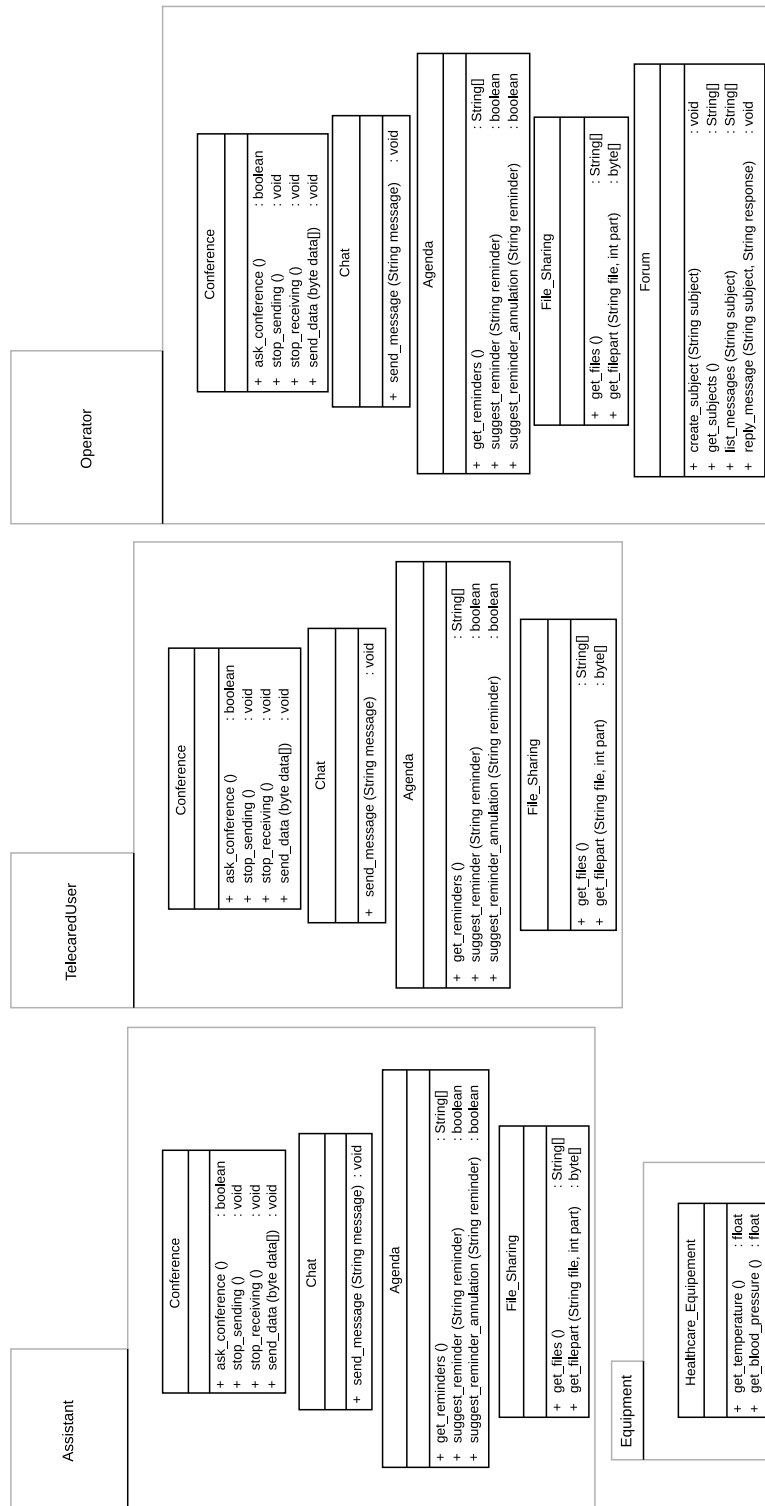 Assistant
Conference
+ ask_conference () : boolean
+ stop_sending () : void
+ stop_receiving () : void
+ send_data (byte data[]) : void
Chat
+ send_message (String message) : void
Agenda
+ get_reminders () : String[]
+ suggest_reminder (String reminder) : boolean
+ suggest_reminder_annulation (String reminder) : boolean
File_Sharing
+ get_files () : String[]
+ get_filepart (String file, int part) : byte[]
Equipment
Healthcare_Equipement
+ get_temperature () : float
+ get_blood_pressure () : float
TelecaredUser
Conference
+ ask_conference () : boolean
+ stop_sending () : void
+ stop_receiving () : void
+ send_data (byte data[]) : void
Chat
+ send_message (String message) : void
Agenda
+ get_reminders () : String[]
+ suggest_reminder (String reminder) : boolean
+ suggest_reminder_annulation (String reminder) : boolean
File_Sharing
+ get_files () : String[]
+ get_filepart (String file, int part) : byte[]
Operator
Conference
+ ask_conference () : boolean
+ stop_sending () : void
+ stop_receiving () : void
+ send_data (byte data[]) : void
Chat
+ send_message (String message) : void
Agenda
+ get_reminders () : String[]
+ suggest_reminder (String reminder) : boolean
+ suggest_reminder_annulation (String reminder) : boolean
File_Sharing
+ get_files () : String[]
+ get_filepart (String file, int part) : byte[]
Forum
+ create_subject (String subject) : void
+ get_subjects () : String[]
+ list_messages (String subject) : String[]
+ reply_message (String subject, String response) : void